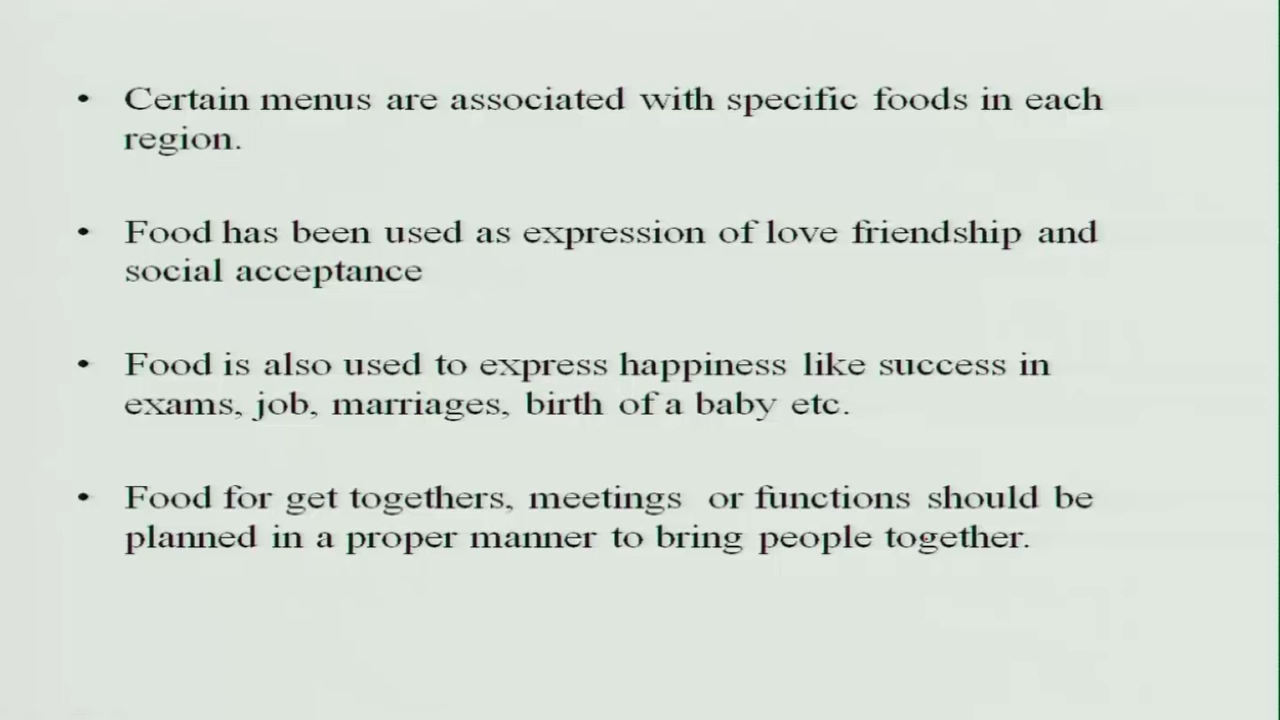 • Certain menus are associated with specific foods in each
region.
• Food has been used as expression of love friendship and
social acceptance
• Food is also used to express happiness like success in
exams, job, marriages, birth of a baby etc.
• Food for get togethers, meetings or functions should be
planned in a proper manner to bring people together.